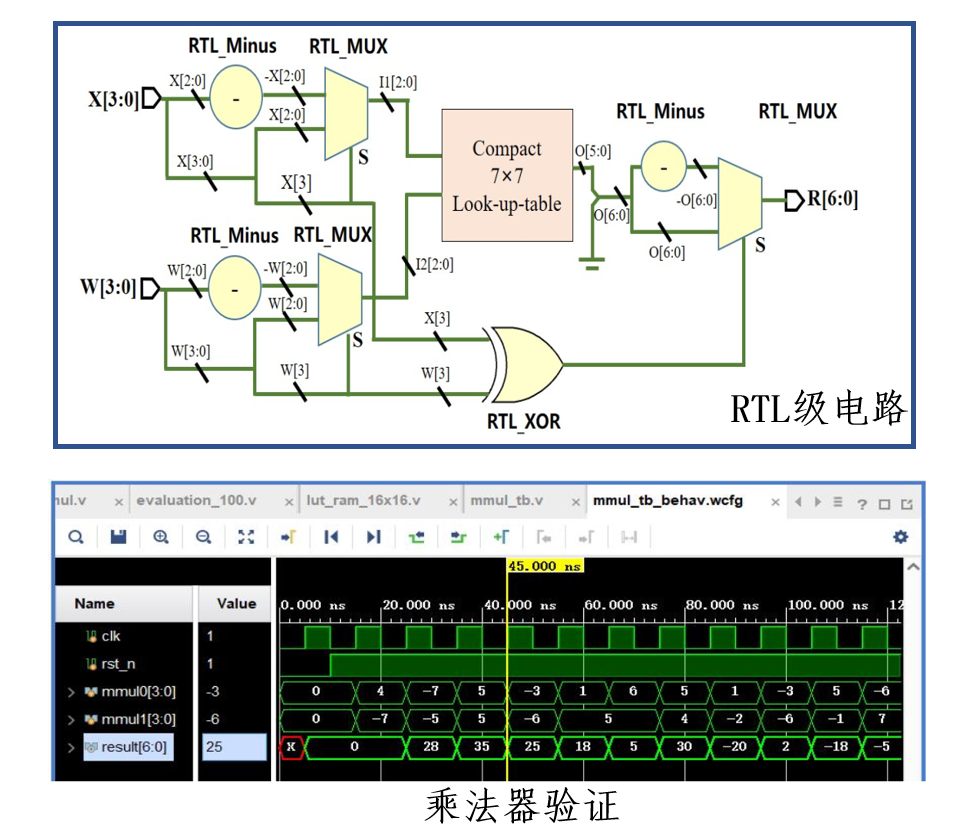 RTL_Minus RTL_MUX
X[3:0] X[2:0] - -X[2:0] I1[2:0]
X[2:0]
X[3:0] X[3] S
Compact
7×7
Look-up-table
O[5:0]
RTL_Minus RTL_MUX
O[6:0] - -O[6:0] R[6:0]
O[6:0] S
RTL_Minus RTL_MUX
W[3:0] W[2:0] - -W[2:0] I2[2:0]
W[2:0]
W[3:0] W[3] S
X[3]
W[3]
RTL_XOR
RTL级电路
mul.v × evaluation_100.v × lut_ram_16x16.v × mmul_tb.v × mmul_tb_behav.wcfg ×
45.000 ns
Name Value 0.000 ns 20.000 ns 40.000 ns 60.000 ns 80.000 ns 100.000 ns 12
clk 1
rst_n 1
mmul0[3:0] -3 0 4 -7 5 -3 1 6 5 1 -3 5 -6
mmul1[3:0] -6 0 -7 -5 5 -6 5 4 -2 -6 -1 7
result[6:0] 25 X 0 28 35 25 18 5 30 -20 2 -18 -5
乘法器验证